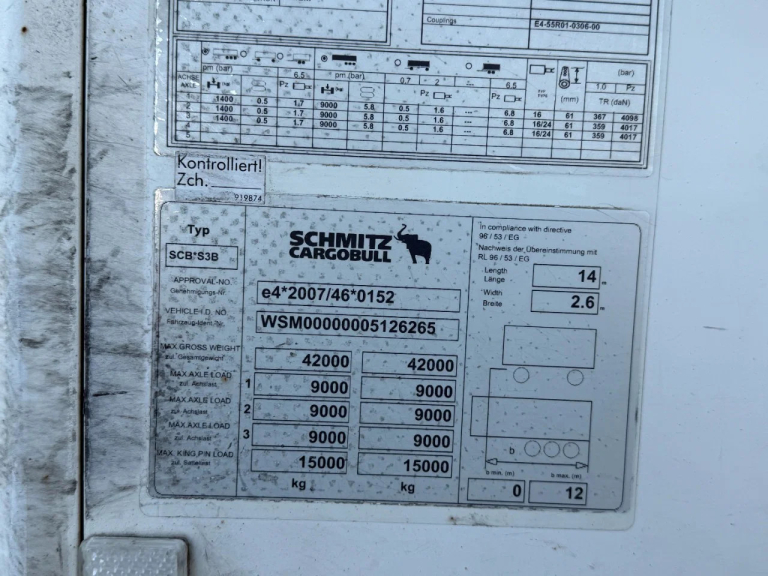 Couplings E4-55R01-0306-00
pm (bar) 6.5 pm (bar) 0.7 2 ... 6.5 (bar)
Pz Pz Pz 1.0 Pz
ACHSE AXLE TYP TYPE (mm) TR (daN)
1 1400 0.5 1.7 9000 5.8 0.5 1.6 ... 6.8 16 61 367 4096
2 1400 0.5 1.7 9000 5.8 0.5 1.6 ... 6.8 16/24 61 359 4017
3 1400 0.5 1.7 9000 5.8 0.5 1.6 ... 6.8 16/24 61 359 4017
Kontrolliert!
Zch.
919874
Typ
SCB*S3B
SCHMITZ
CARGOBULL
APPROVAL-NO.
Genehmigungs-Nr.
e4*2007/46*0152
VEHICLE-I.D. NO.
Fahrzeug-Ident.-Nr.
WSM00000005126265
MAX.GROSS WEIGHT
zul. Gesamtgewicht
42000 42000
MAX.AXLE LOAD
zul. Achslast
1 9000 9000
MAX.AXLE LOAD
zul. Achslast
2 9000 9000
MAX.AXLE LOAD
zul. Achslast
3 9000 9000
MAX. KING PIN LOAD
zul. Sattellast
15000 15000
kg kg
In compliance with directive
96 / 53 / EG
Nachweis der Übereinstimmung mit
RL 96 / 53 / EG
Length
Länge
14 m
Width
Breite
2.6 m
b
b min. (m) b max. (m)
0 12